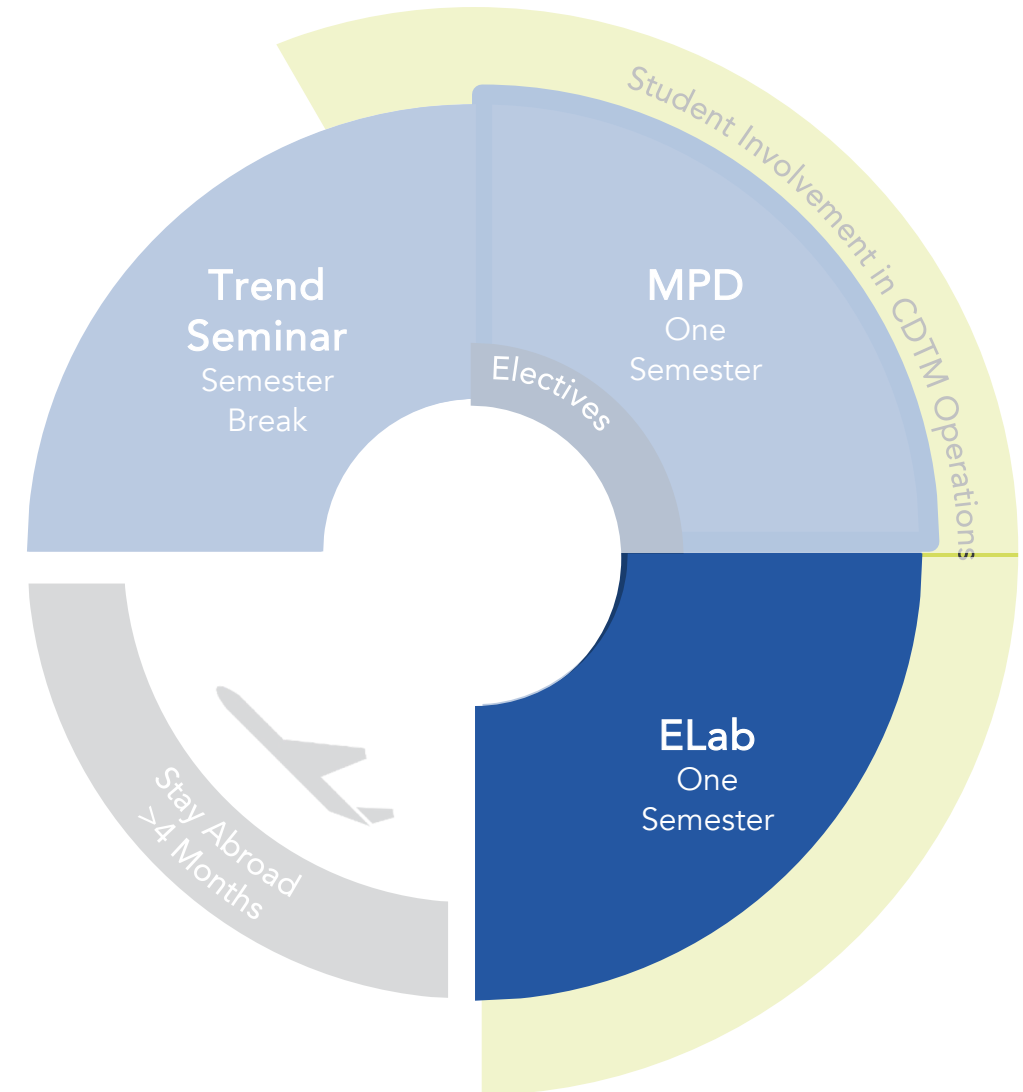 Trend
Seminar
Semester
Break
MPD
One
Semester
Electives
Student Involvement in CDTM Operations
ELab
One
Semester
Stay Abroad
>4 Months